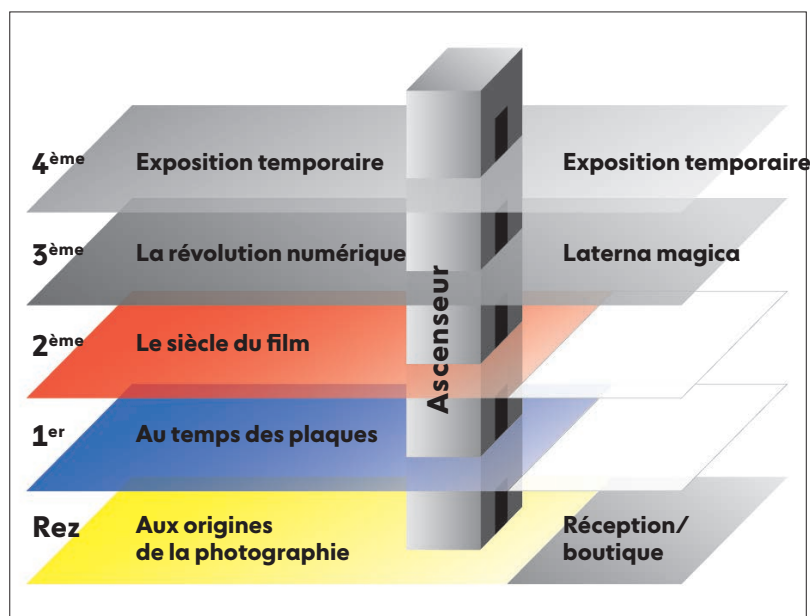 4ème Exposition temporaire Exposition temporaire
3ème La révolution numérique Laterna magica
2ème Le siècle du film
Ascenseur
1er Au temps des plaques
Rez Aux origines
de la photographie
Réception/
boutique